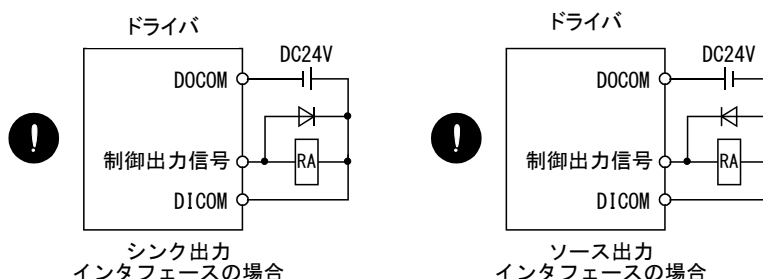 ドライバ
DC24V
DOCOM
制御出力信号
RA
DICOM
シンク出力
インタフェースの場合
ドライバ
DC24V
DOCOM
制御出力信号
RA
DICOM
ソース出力
インタフェースの場合